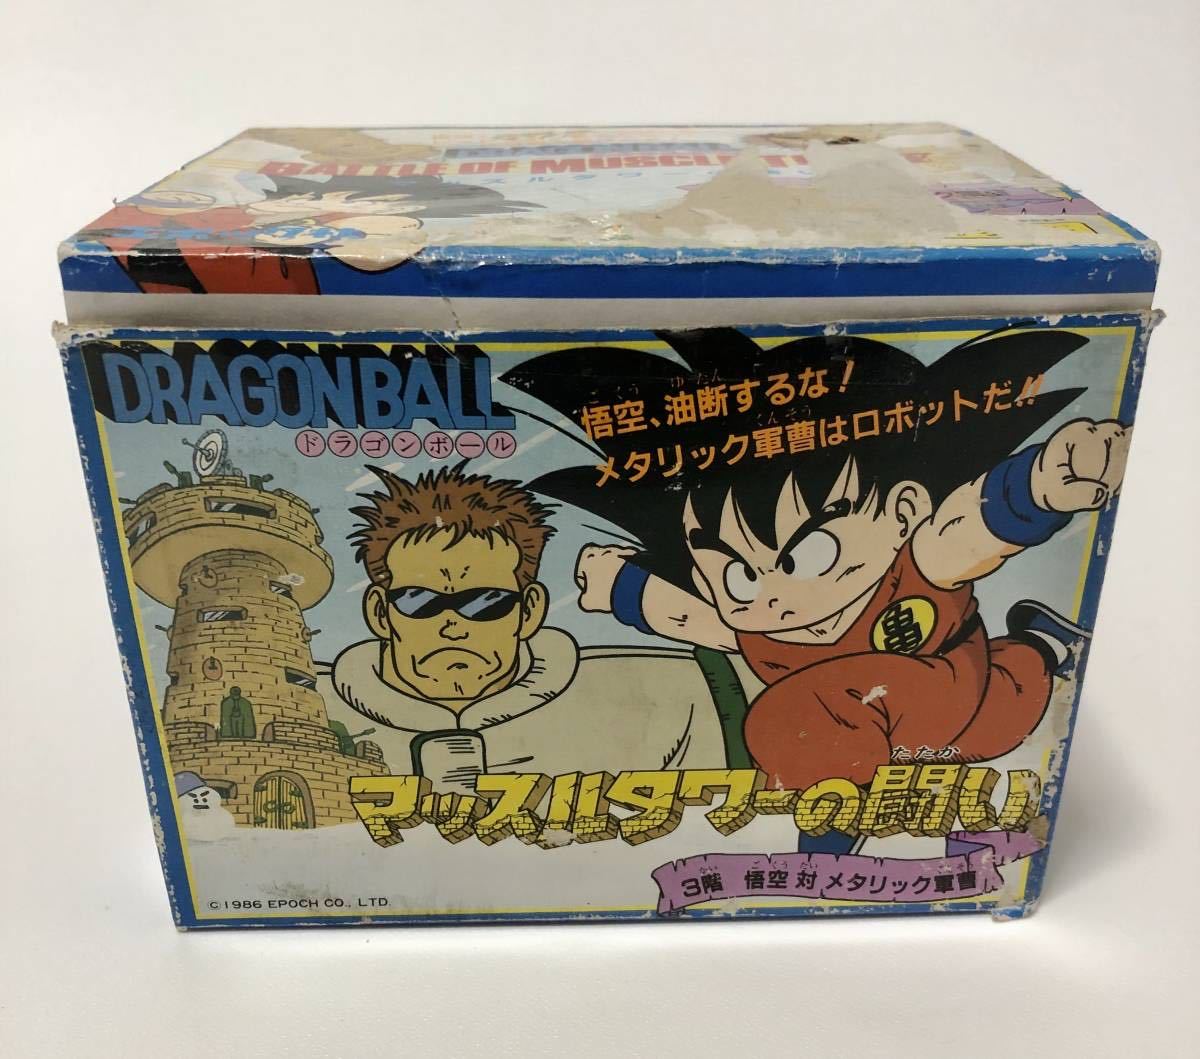 BATTLE OF MUSCLE
DRAGONBALL
ドラゴンボール
ごくう ゆだん
悟空、油断するな!
ぐんそう
メタリック軍曹はロボットだ!!
亀
たたか
マッスルタワーの闘い
かい ごくう たい
3階 悟空 対 メタリック軍曹
©1986 EPOCH CO., LTD.